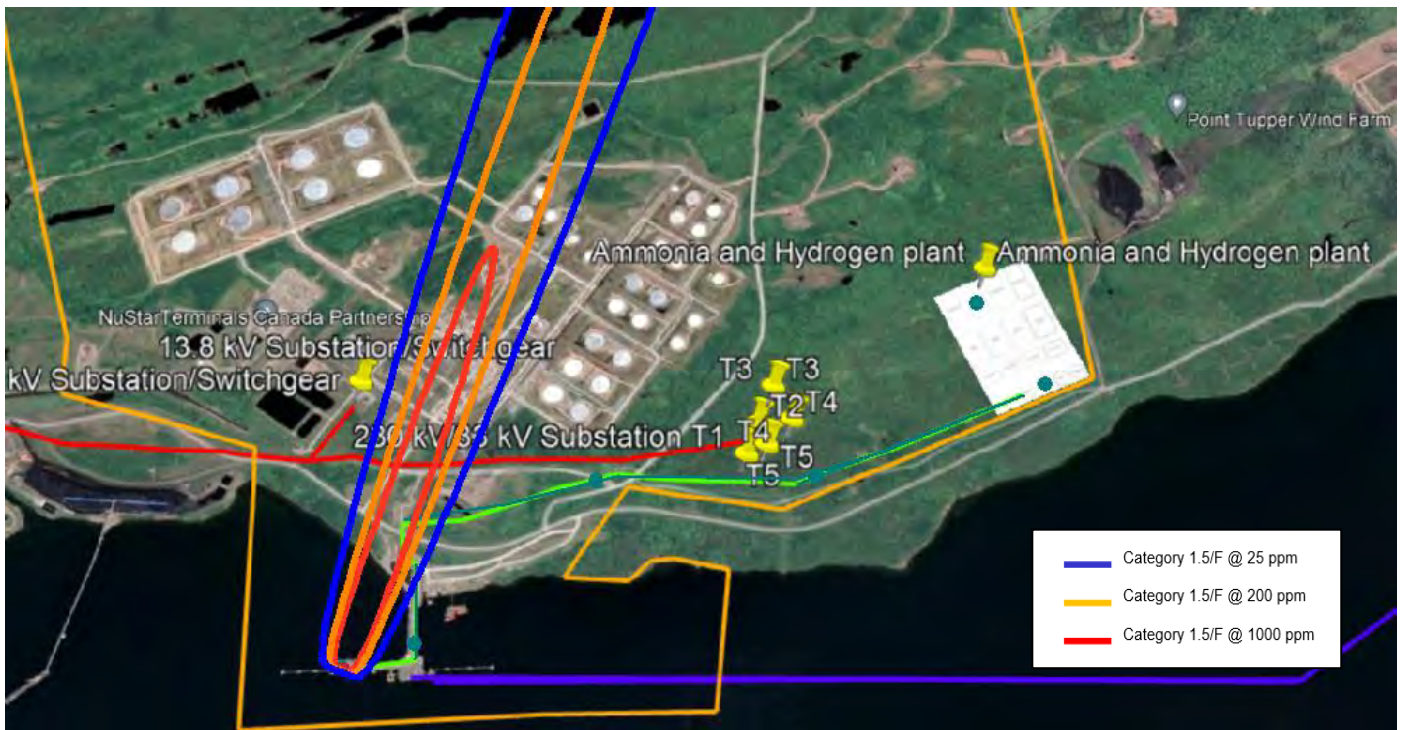 Point Tupper Wind Farm
Ammonia and Hydrogen plant
Ammonia and Hydrogen plant
NuStarTerminals Canada Partnership
13.8 kV Substation/Switchgear
kV Substation/Switchgear
T3
T3
T2
T4
230 kV/33 kV Substation T1
T4
T5
T5
Category 1.5/F @ 25 ppm
Category 1.5/F @ 200 ppm
Category 1.5/F @ 1000 ppm